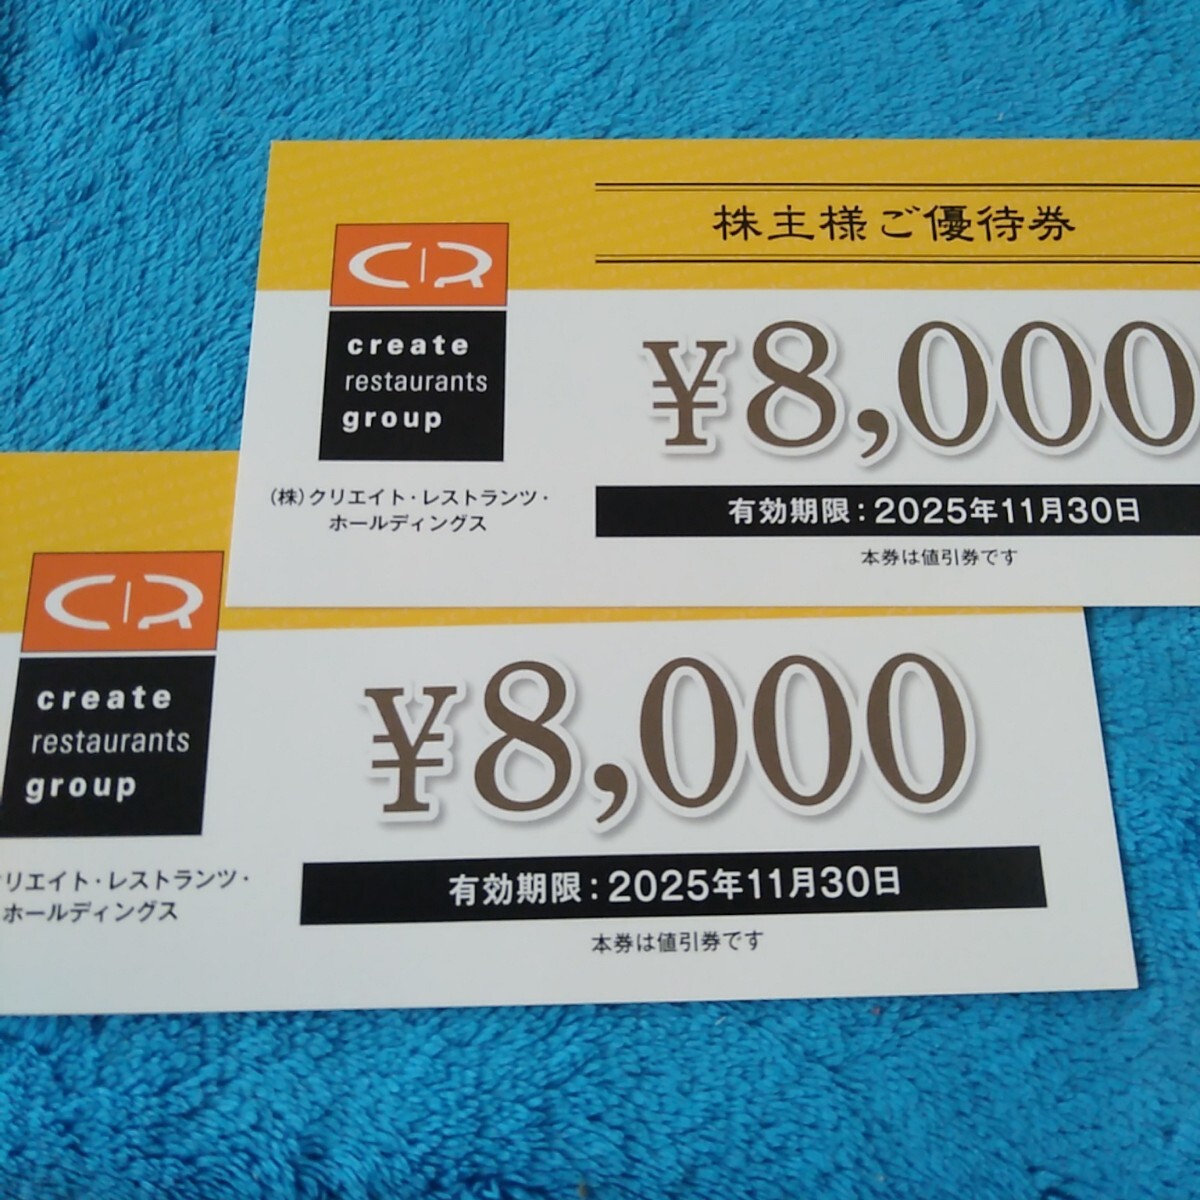 株主様ご優待券
CR
create
restaurants
group
¥8,000
(株)クリエイト・レストランツ・
ホールディングス
有効期限：2025年11月30日
本券は値引券です
CR
create
restaurants
group
¥8,000
クリエイト・レストランツ・
ホールディングス
有効期限：2025年11月30日
本券は値引券です